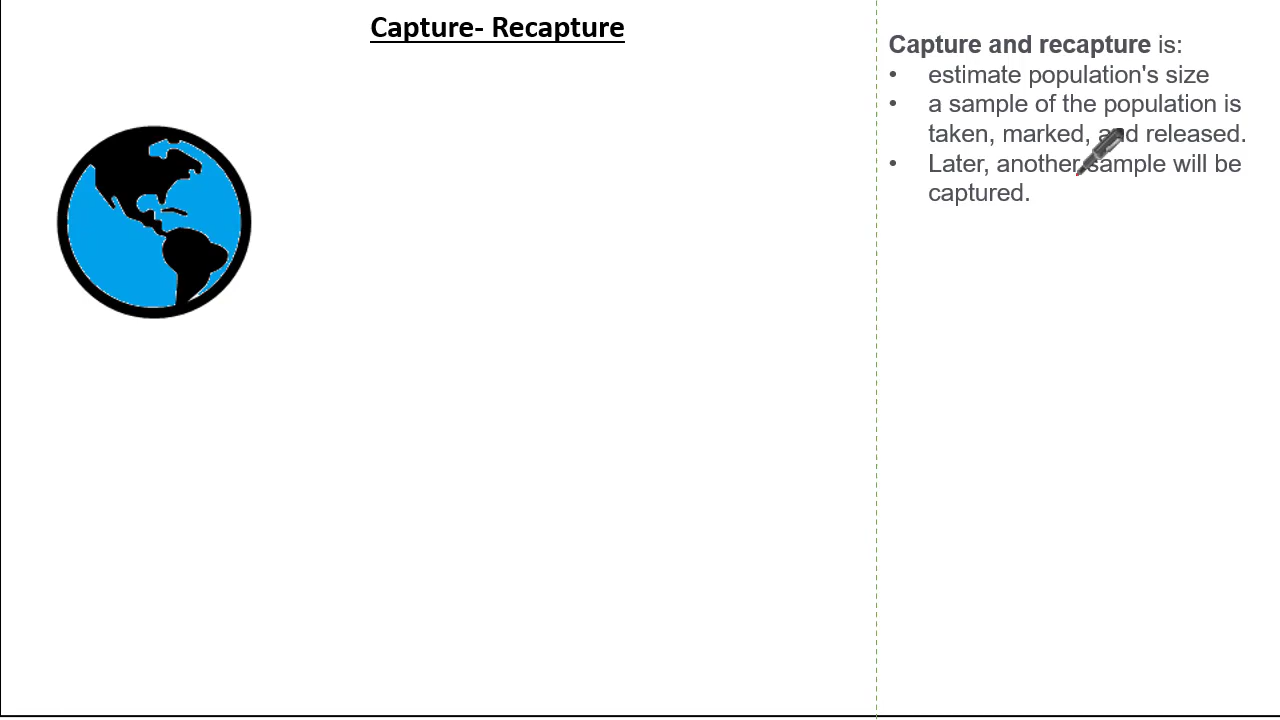 Capture- Recapture
Capture and recapture is:
• estimate population's size
• a sample of the population is
taken, marked, and released.
• Later, another sample will be
captured.